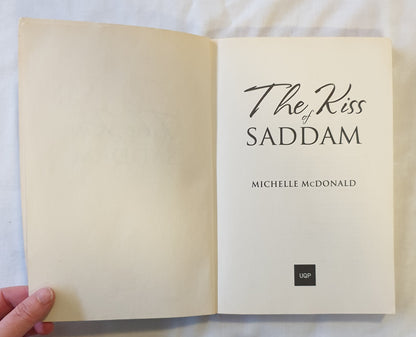 The Kiss
of
SADDAM
MICHELLE McDONALD
UQP